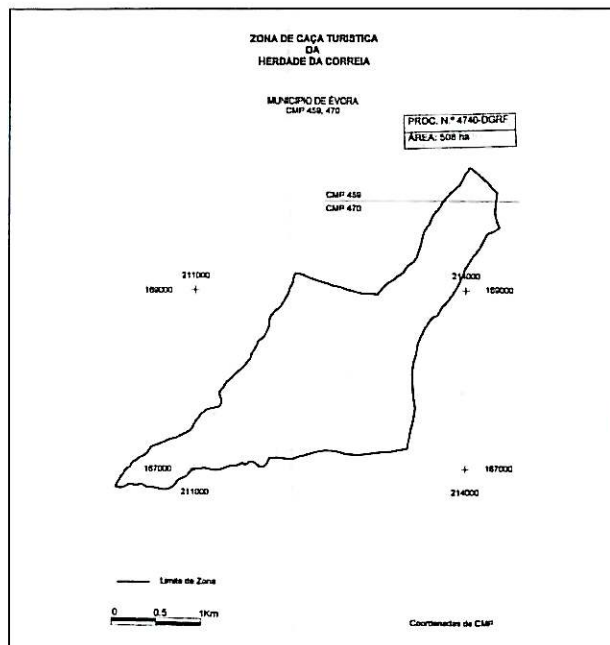 ZONA DE CAÇA TURISTICA
DA
HERDADE DA CORREIA
MUNICIPIO DE ÉVORA
CMP 459, 470
PROC. N.º 4740-DGRF
ÁREA: 508 ha
CMP 459
CMP 470
211000
214000
169000
169000
167000
167000
211000
214000
Limite de Zona
0 0.5 1Km
Coordenadas de CMP